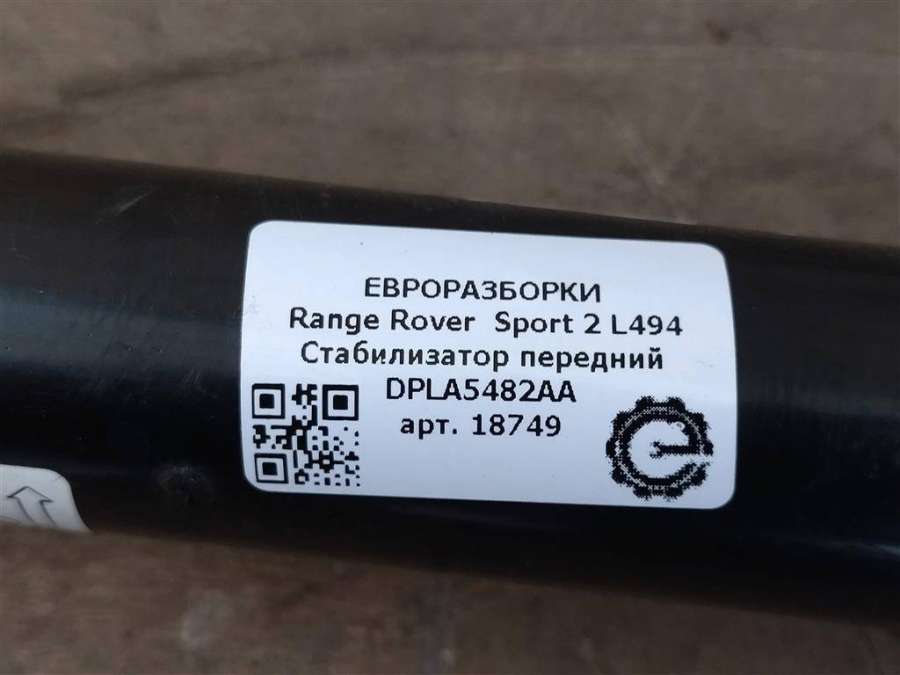 ЕВРОРАЗБОРКИ
Range Rover Sport 2 L494
Стабилизатор передний
DPLA5482AA
арт. 18749